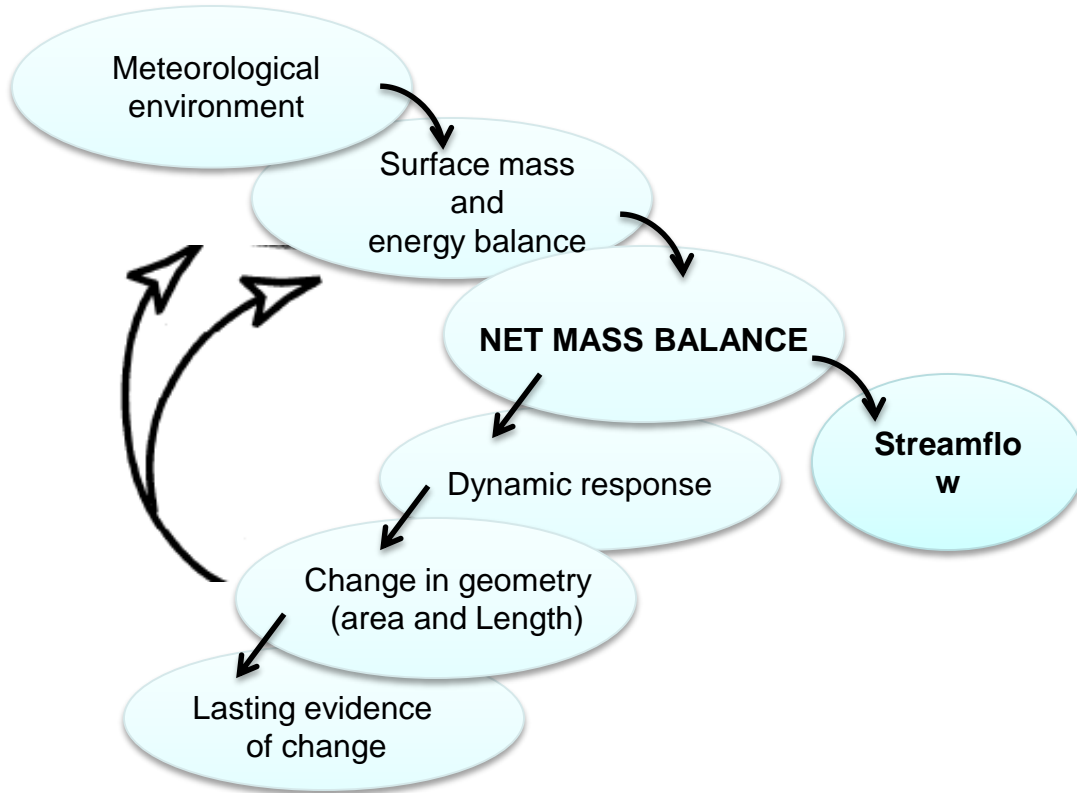 Meteorological
environment
Surface mass
and
energy balance
NET MASS BALANCE
Streamflo
w
Dynamic response
Change in geometry
(area and Length)
Lasting evidence
of change